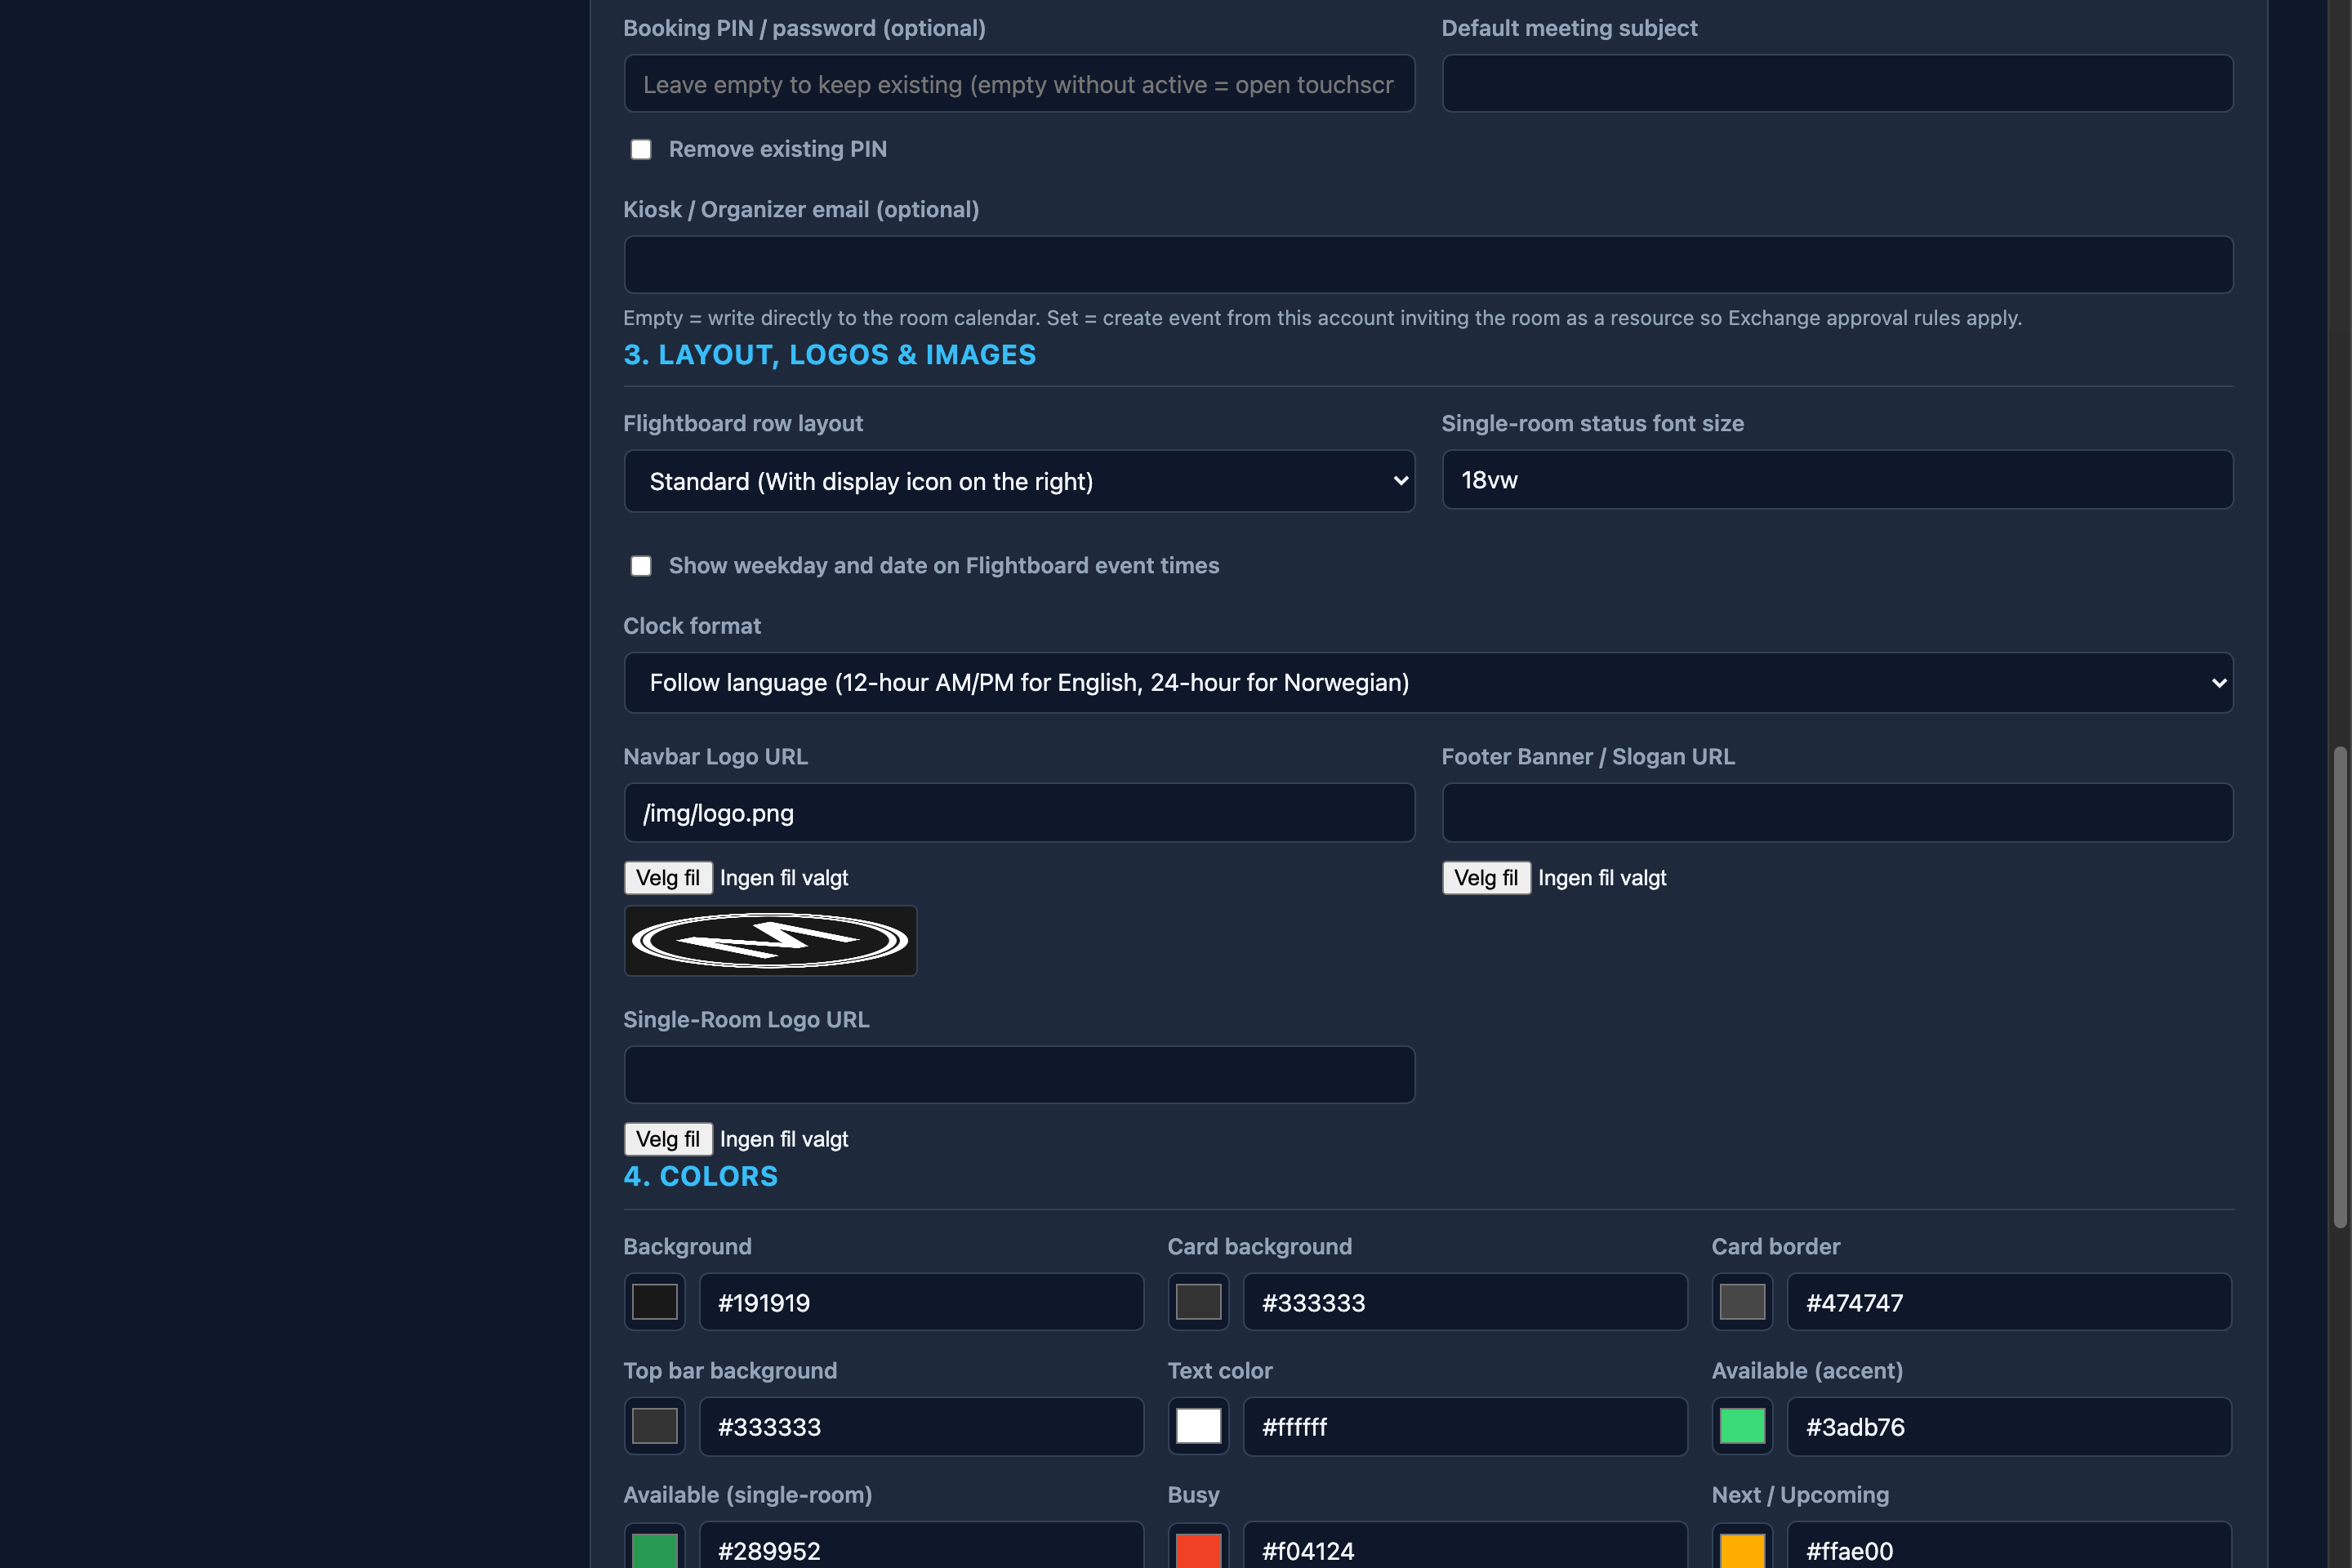 Booking PIN / password (optional)
Default meeting subject
Leave empty to keep existing (empty without active = open touchscr
Remove existing PIN
Kiosk / Organizer email (optional)
Empty = write directly to the room calendar. Set = create event from this account inviting the room as a resource so Exchange approval rules apply.
3. LAYOUT, LOGOS & IMAGES
Flightboard row layout
Single-room status font size
Standard (With display icon on the right)
18vw
Show weekday and date on Flightboard event times
Clock format
Follow language (12-hour AM/PM for English, 24-hour for Norwegian)
Navbar Logo URL
Footer Banner / Slogan URL
/img/logo.png
Velg fil Ingen fil valgt
Velg fil Ingen fil valgt
Single-Room Logo URL
Velg fil Ingen fil valgt
4. COLORS
Background
Card background
Card border
#191919
#333333
#474747
Top bar background
Text color
Available (accent)
#333333
#ffffff
#3adb76
Available (single-room)
Busy
Next / Upcoming
#289952
#f04124
#ffae00